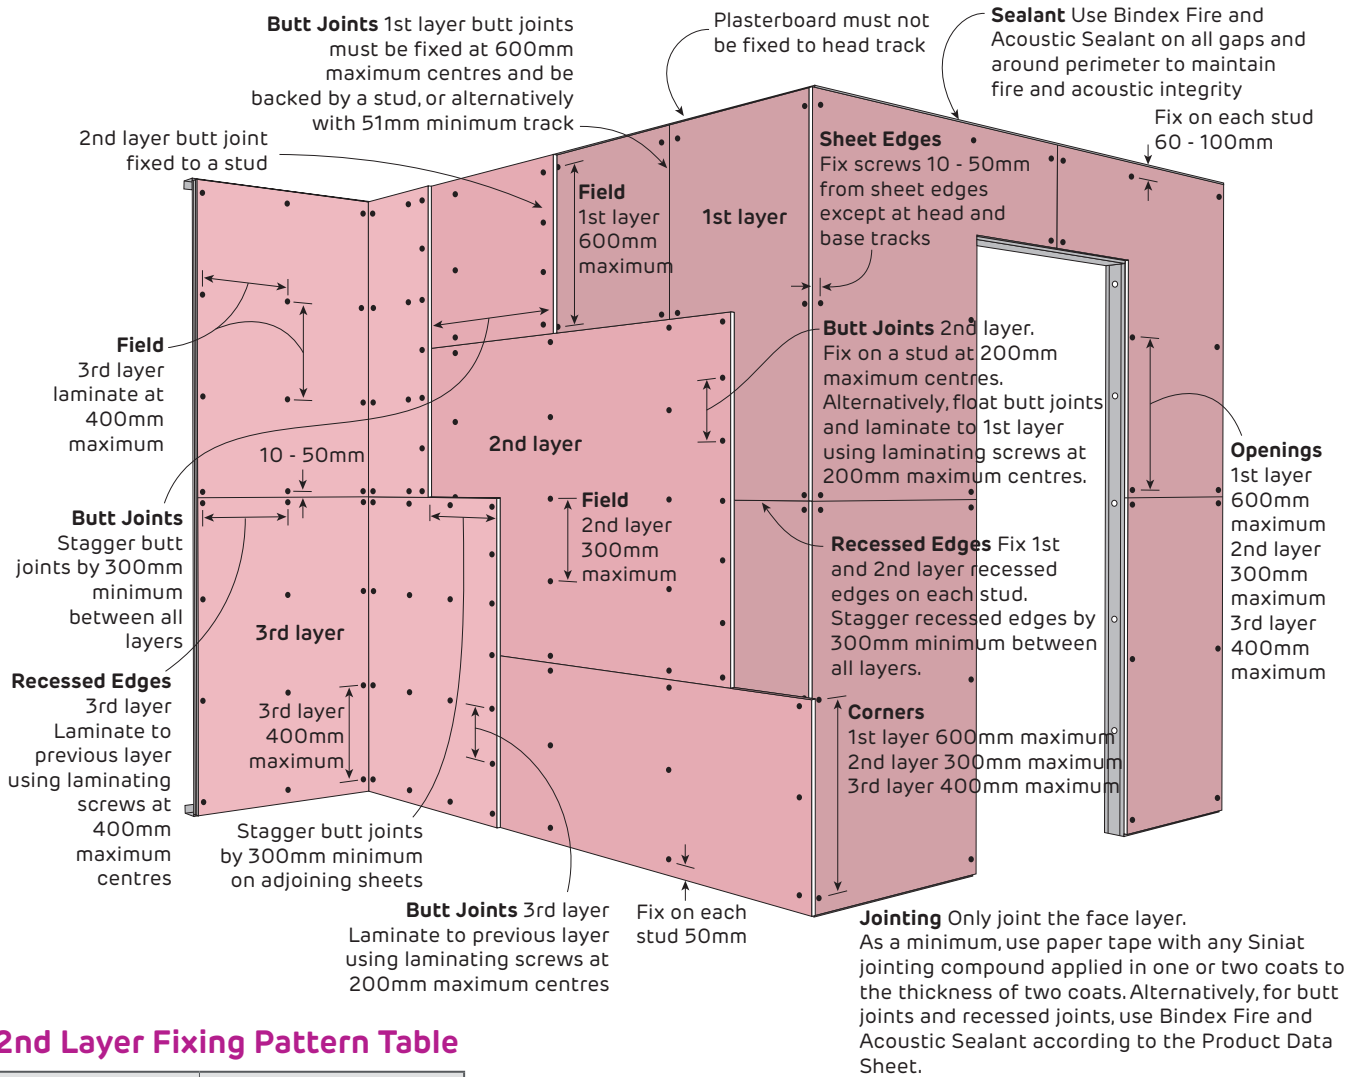 Butt Joints 1st layer butt joints
must be fixed at 600mm
maximum centres and be
backed by a stud, or alternatively
with 51mm minimum track
Plasterboard must not
be fixed to head track
Sealant Use Bindex Fire and
Acoustic Sealant on all gaps and
around perimeter to maintain
fire and acoustic integrity
Fix on each stud
60 - 100mm
2nd layer butt joint
fixed to a stud
Field
1st layer
600mm
maximum
1st layer
Sheet Edges
Fix screws 10 - 50mm
from sheet edges
except at head and
base tracks
Field
3rd layer
laminate at
400mm
maximum
Butt Joints 2nd layer.
Fix on a stud at 200mm
maximum centres.
Alternatively, float butt joints
and laminate to 1st layer
using laminating screws at
200mm maximum centres.
10 - 50mm
2nd layer
Openings
1st layer
600mm
maximum
2nd layer
300mm
maximum
3rd layer
400mm
maximum
Field
2nd layer
300mm
maximum
Butt Joints
Stagger butt
joints by 300mm
minimum
between all
layers
Recessed Edges Fix 1st
and 2nd layer recessed
edges on each stud.
Stagger recessed edges by
300mm minimum between
all layers.
3rd layer
Recessed Edges
3rd layer
Laminate to
previous layer
using laminating
screws at
400mm
maximum
centres
3rd layer
400mm
maximum
Corners
1st layer 600mm maximum
2nd layer 300mm maximum
3rd layer 400mm maximum
Stagger butt joints
by 300mm minimum
on adjoining sheets
Butt Joints 3rd layer
Laminate to previous layer
using laminating screws at
200mm maximum centres
Fix on each
stud 50mm
Jointing Only joint the face layer.
As a minimum, use paper tape with any Siniat
jointing compound applied in one or two coats to
the thickness of two coats. Alternatively, for butt
joints and recessed joints, use Bindex Fire and
Acoustic Sealant according to the Product Data
Sheet.
2nd Layer Fixing Pattern Table